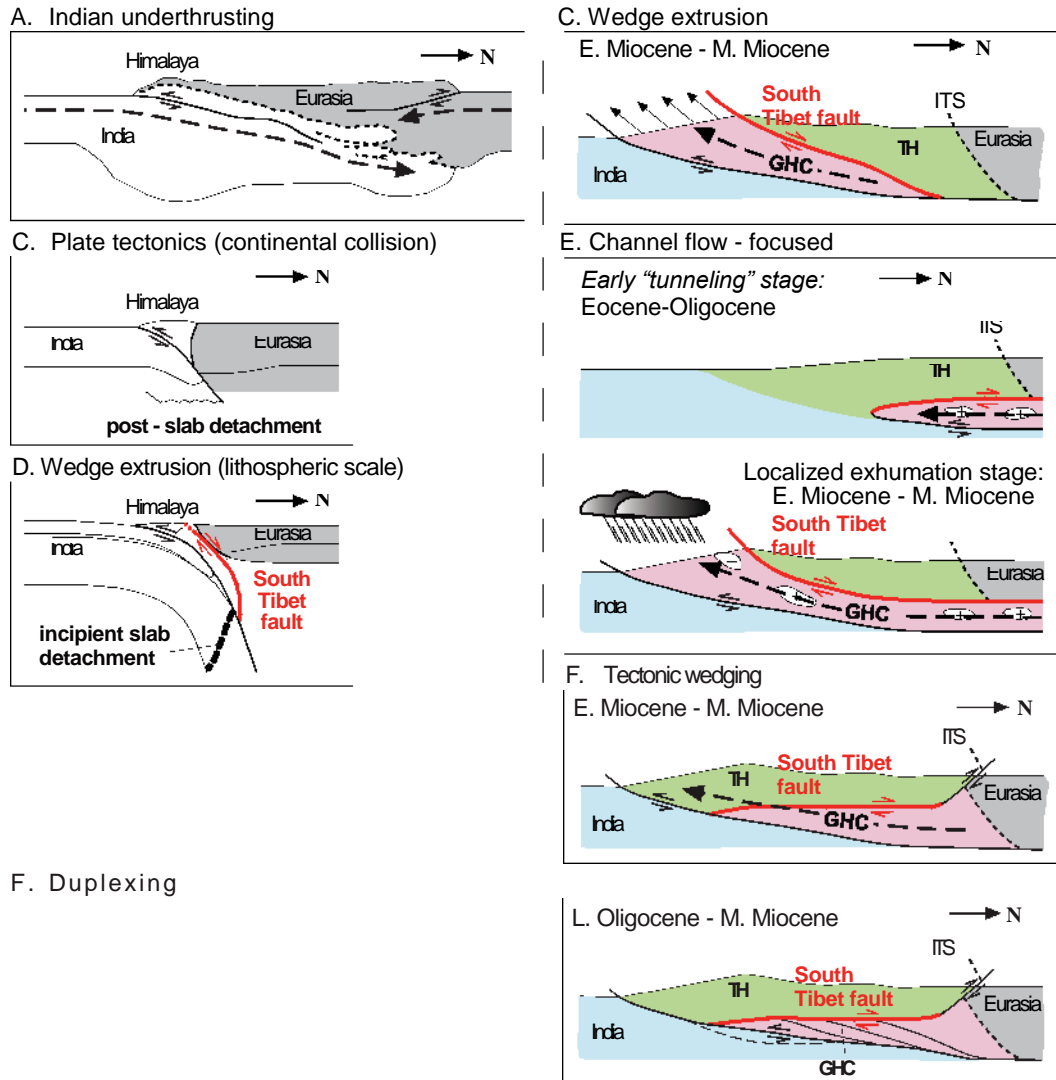 A. Indian underthrusting
N
Himalaya
Eurasia
India
C. Plate tectonics (continental collision)
N
Himalaya
India
Eurasia
post - slab detachment
D. Wedge extrusion (lithospheric scale)
N
Himalaya
India
Eurasia
South
Tibet
fault
incipient slab
detachment
F. Duplexing
C. Wedge extrusion
E. Miocene - M. Miocene
N
South
Tibet fault
ITS
TH
Eurasia
GHC
India
E. Channel flow - focused
Early “tunneling” stage:
N
Eocene-Oligocene
ITS
TH
Localized exhumation stage:
E. Miocene - M. Miocene
South Tibet
fault
Eurasia
India
GHC
F. Tectonic wedging
E. Miocene - M. Miocene
N
ITS
South Tibet
fault
TH
Eurasia
India
GHC
L. Oligocene - M. Miocene
N
ITS
South
Tibet fault
TH
Eurasia
India
GHC